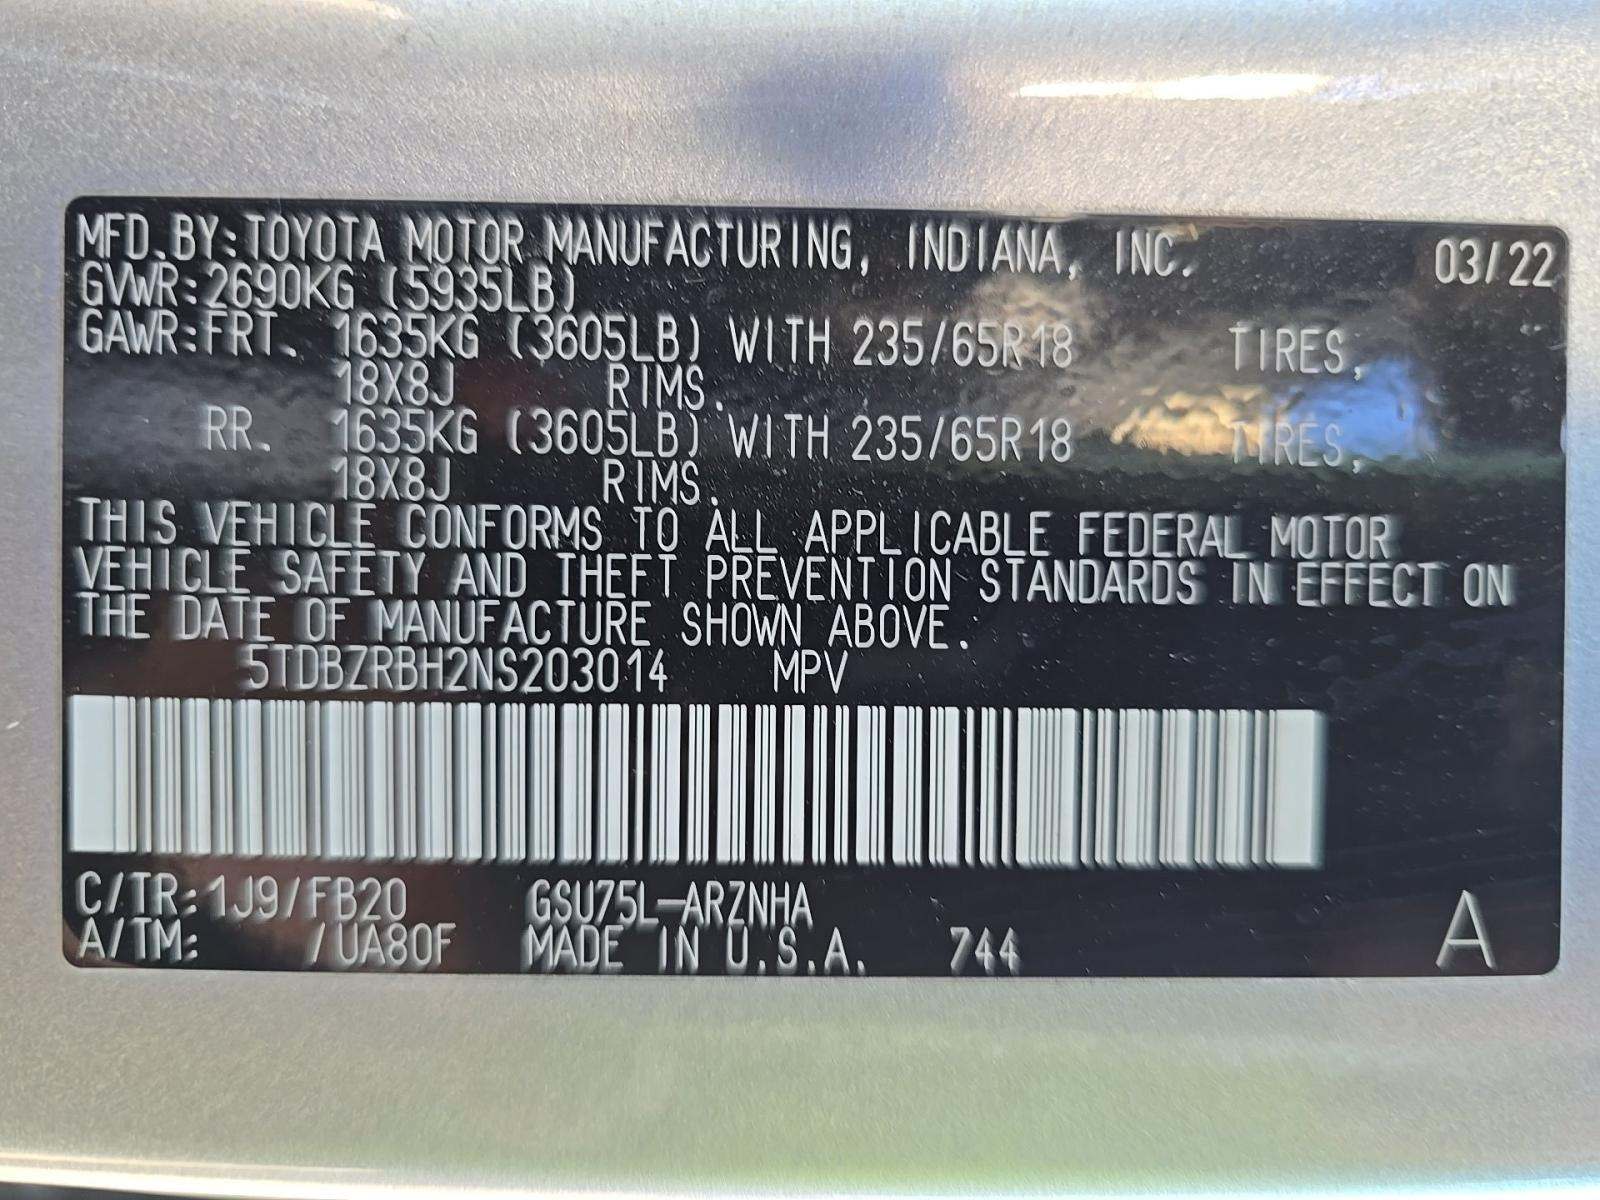 MFD.BY:TOYOTA MOTOR MANUFACTURING, INDIANA, INC. 03/22
GVWR:2690KG (5935LB)
GAWR:FRT. 1635KG (3605LB) WITH 235/65R18 TIRES,
18X8J RIMS.
RR. 1635KG (3605LB) WITH 235/65R18 TIRES,
18X8J RIMS.
THIS VEHICLE CONFORMS TO ALL APPLICABLE FEDERAL MOTOR
VEHICLE SAFETY AND THEFT PREVENTION STANDARDS IN EFFECT ON
THE DATE OF MANUFACTURE SHOWN ABOVE.
5TDBZRBH2NS203014 MPV
C/TR:1J9/FB20 GSU75L-ARZNHA
A/TM: /UA80F MADE IN U.S.A. 744 A